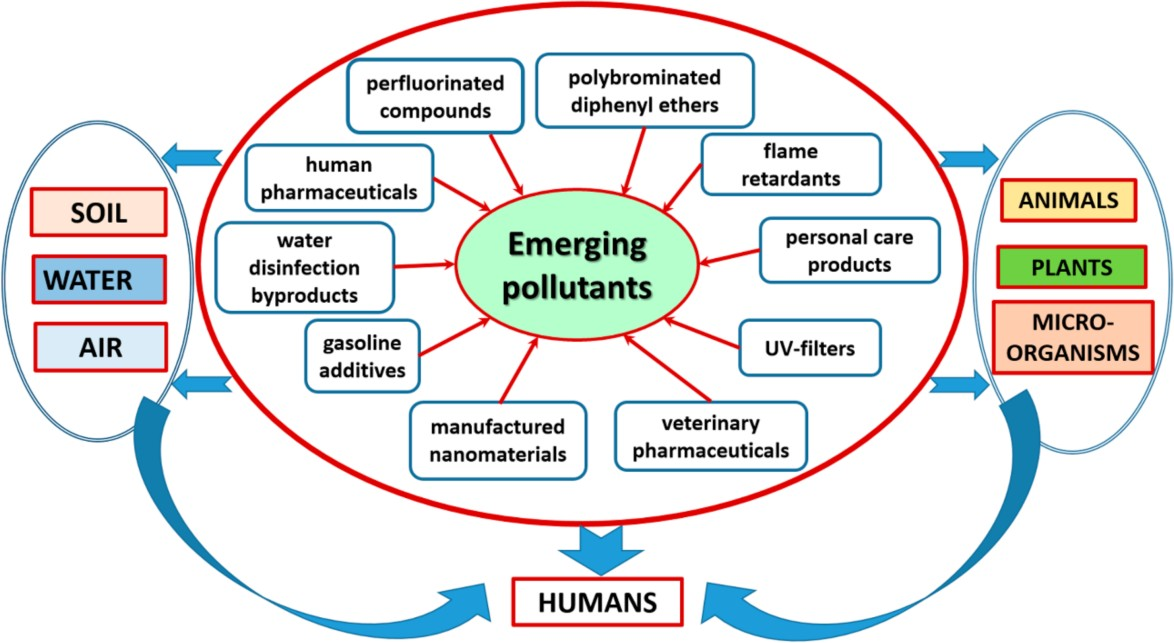 perfluorinated
compounds
polybrominated
diphenyl ethers
human
pharmaceuticals
flame
retardants
SOIL
WATER
AIR
water
disinfection
byproducts
Emerging
pollutants
personal care
products
ANIMALS
PLANTS
MICRO-
ORGANISMS
gasoline
additives
UV-filters
manufactured
nanomaterials
veterinary
pharmaceuticals
HUMANS